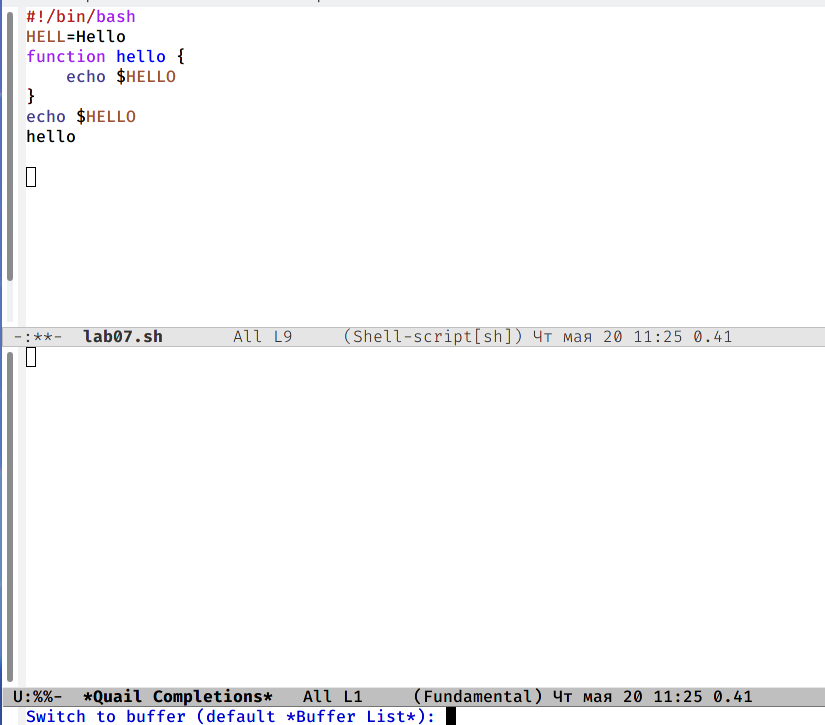 #!/bin/bash
HELL=Hello
function hello {
    echo $HELLO
}
echo $HELLO
hello
-:**-  lab07.sh       All L9     (Shell-script[sh]) Чт мая 20 11:25 0.41
U:%%-  *Quail Completions*   All L1     (Fundamental) Чт мая 20 11:25 0.41
Switch to buffer (default *Buffer List*):